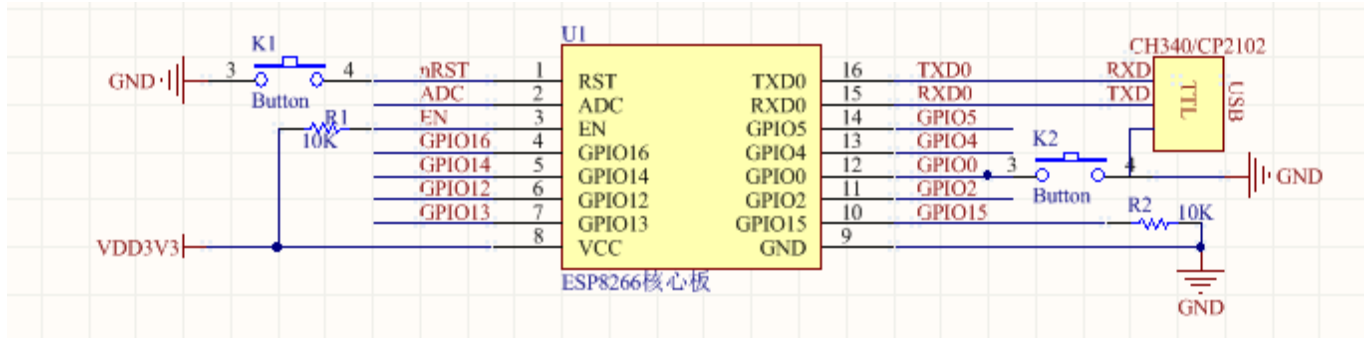 U1
K1
CH340/CP2102
GND
3
4
nRST
1
RST
TXD0
16
TXD0
RXD
TTL
USB
Button
ADC
2
ADC
RXD0
15
RXD0
TXD
R1
10K
EN
3
EN
GPIO5
14
GPIO5
GPIO16
4
GPIO16
GPIO4
13
GPIO4
K2
GPIO14
5
GPIO14
GPIO0
12
GPIO0
3
4
GND
Button
GPIO12
6
GPIO12
GPIO2
11
GPIO2
GPIO13
7
GPIO13
GPIO15
10
GPIO15
R2
10K
VDD3V3
8
VCC
GND
9
ESP8266核心板
GND